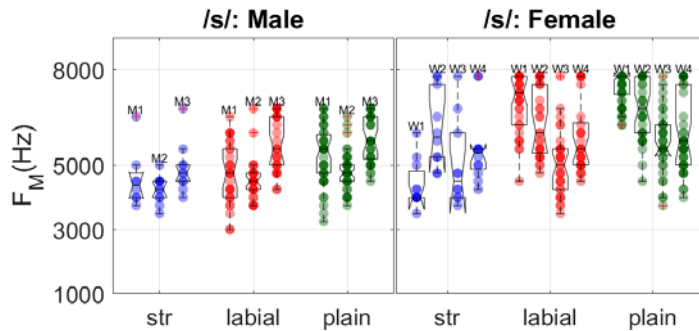 /s/: Male
/s/: Female
F_M(Hz)
8000
5000
3000
1000
M1
M2
M3
M1
M2
M3
M1
M2
M3
W1
W2
W3
W4
W1
W2
W3
W4
W1
W2
W3
W4
str
labial
plain
str
labial
plain